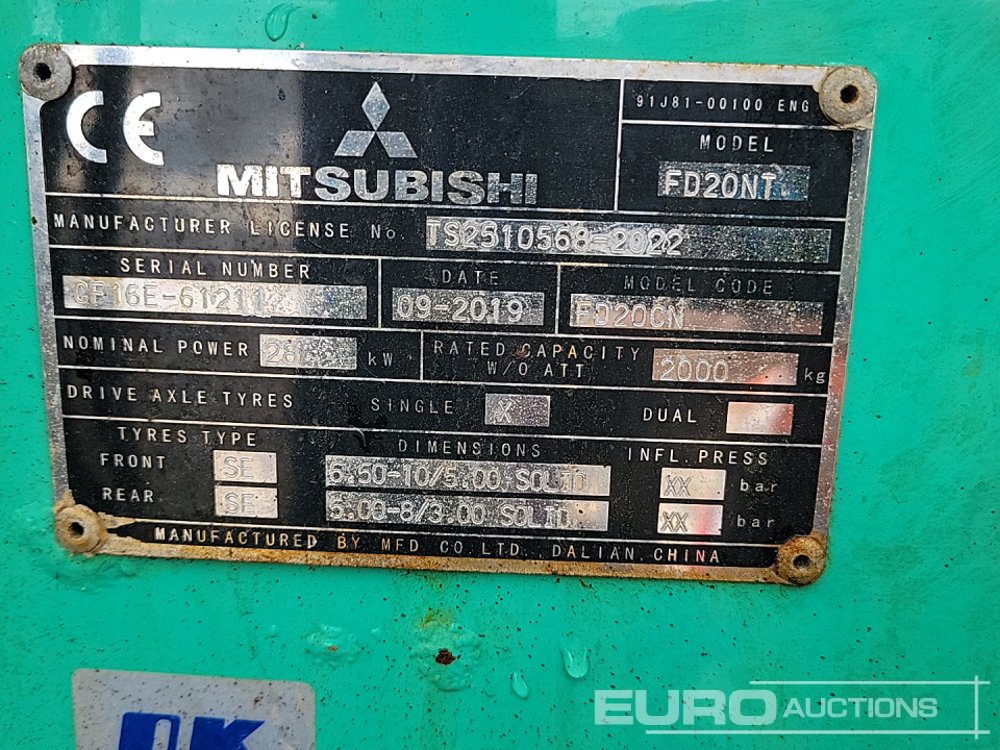 CE
MITSUBISHI
91J81-00100 ENG
MODEL
FD20NT
MANUFACTURER LICENSE No. TS2510568-2022
SERIAL NUMBER
CF16E-61211
DATE
09-2019
MODEL CODE
FD20CN
NOMINAL POWER kW
RATED CAPACITY
W/O ATT
2000 kg
DRIVE AXLE TYRES SINGLE X DUAL
TYRES TYPE DIMENSIONS INFL. PRESS
FRONT SE 6.50-10/5.00 SOLID XX bar
REAR SE 5.00-8/3.00 SOLID XX bar
MANUFACTURED BY MFD CO.LTD., DALIAN, CHINA
OK
EURO AUCTIONS